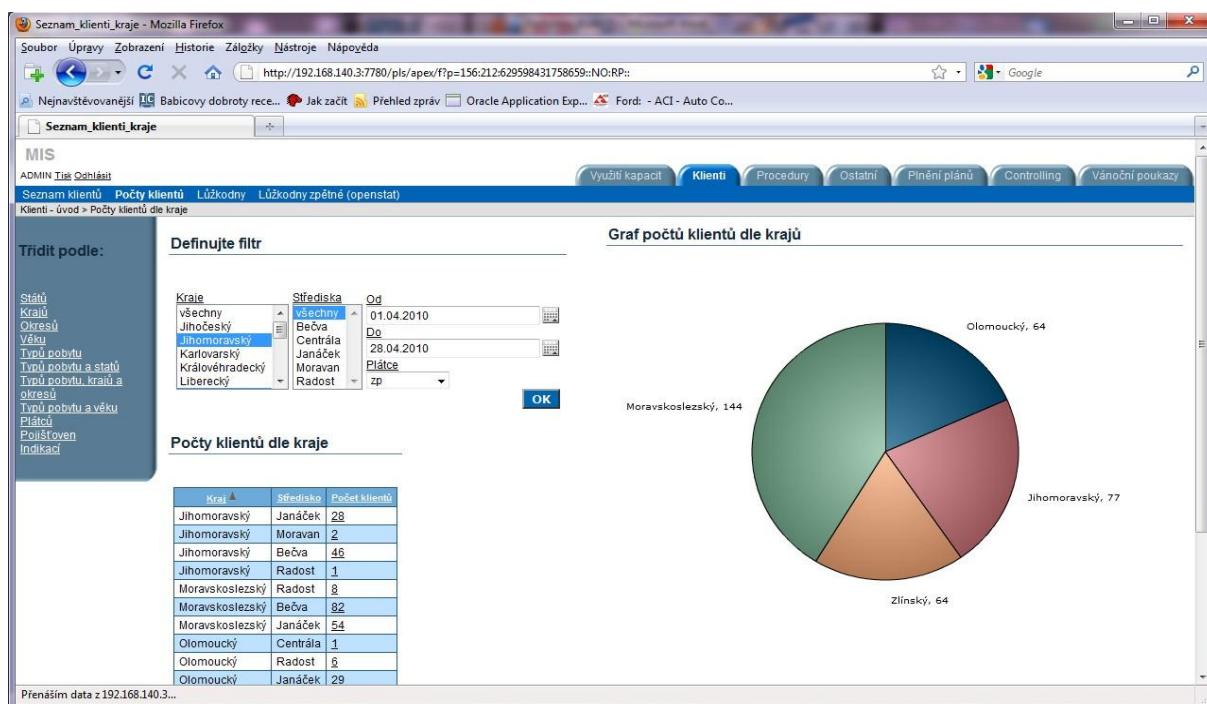 Seznam_klienti_kraje - Mozilla Firefox
Soubor Úpravy Zobrazení Historie Záložky Nástroje Nápověda
http://192.168.140.3:7780/pls/apex/f?p=156:212:629598431758659::NO:RP::
Google
Nejnavštěvovanější Babicovy dobroty rece... Jak začít Přehled zpráv Oracle Application Exp... Ford: - ACI - Auto Co...
Seznam_klienti_kraje
MIS
ADMIN Tisk Odhlásit
Využití kapacit Klienti Procedury Ostatní Plnění plánů Controlling Vánoční poukazy
Seznam klientů Počty klientů Lůžkodny Lůžkodny zpětné (openstat)
Klienti - úvod > Počty klientů dle kraje
Třídit podle:
Států
Krajů
Okresů
Věku
Typů pobytu
Typů pobytu a statů
Typů pobytu, krajů a
okresů
Typů pobytu a věku
Plátců
Pojišťoven
Indikací
Definujte filtr
Kraje
všechny
Jihočeský
Jihomoravský
Karlovarský
Královéhradecký
Liberecký
Střediska
všechny
Bečva
Centrála
Janáček
Moravan
Radost
Od
01.04.2010
Do
28.04.2010
Plátce
zp
OK
Počty klientů dle kraje
Kraj Středisko Počet klientů
Jihomoravský Janáček 28
Jihomoravský Moravan 2
Jihomoravský Bečva 46
Jihomoravský Radost 1
Moravskoslezský Radost 8
Moravskoslezský Bečva 82
Moravskoslezský Janáček 54
Olomoucký Centrála 1
Olomoucký Radost 6
Olomoucký Janáček 29
Graf počtů klientů dle krajů
Olomoucký, 64
Moravskoslezský, 144
Jihomoravský, 77
Zlínský, 64
Přenáším data z 192.168.140.3...